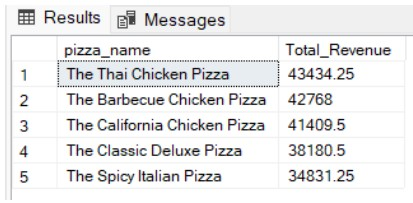 Results Messages
pizza_name Total_Revenue
1 The Thai Chicken Pizza 43434.25
2 The Barbecue Chicken Pizza 42768
3 The California Chicken Pizza 41409.5
4 The Classic Deluxe Pizza 38180.5
5 The Spicy Italian Pizza 34831.25